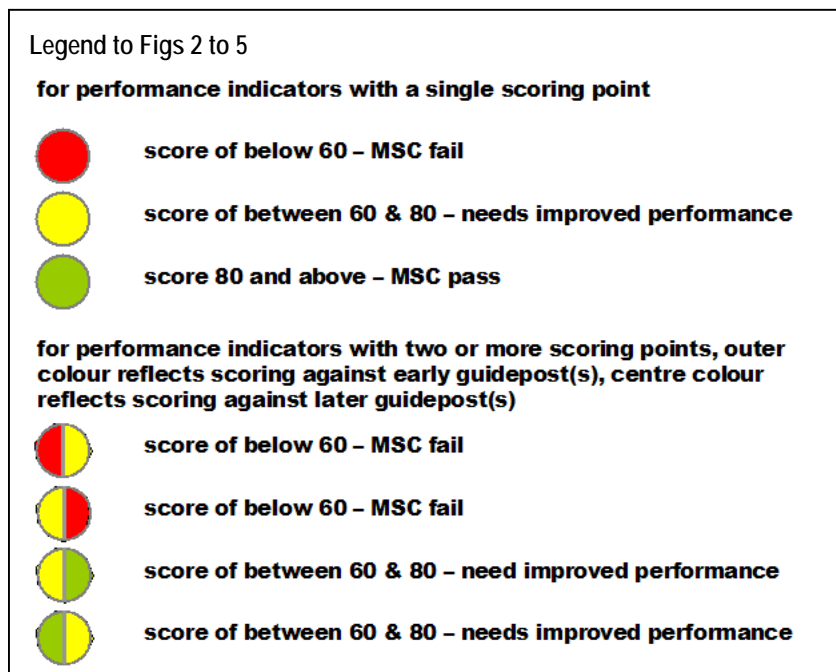 Legend to Figs 2 to 5
for performance indicators with a single scoring point
score of below 60 – MSC fail
score of between 60 & 80 – needs improved performance
score 80 and above – MSC pass
for performance indicators with two or more scoring points, outer
colour reflects scoring against early guidepost(s), centre colour
reflects scoring against later guidepost(s)
score of below 60 – MSC fail
score of below 60 – MSC fail
score of between 60 & 80 – need improved performance
score of between 60 & 80 – needs improved performance